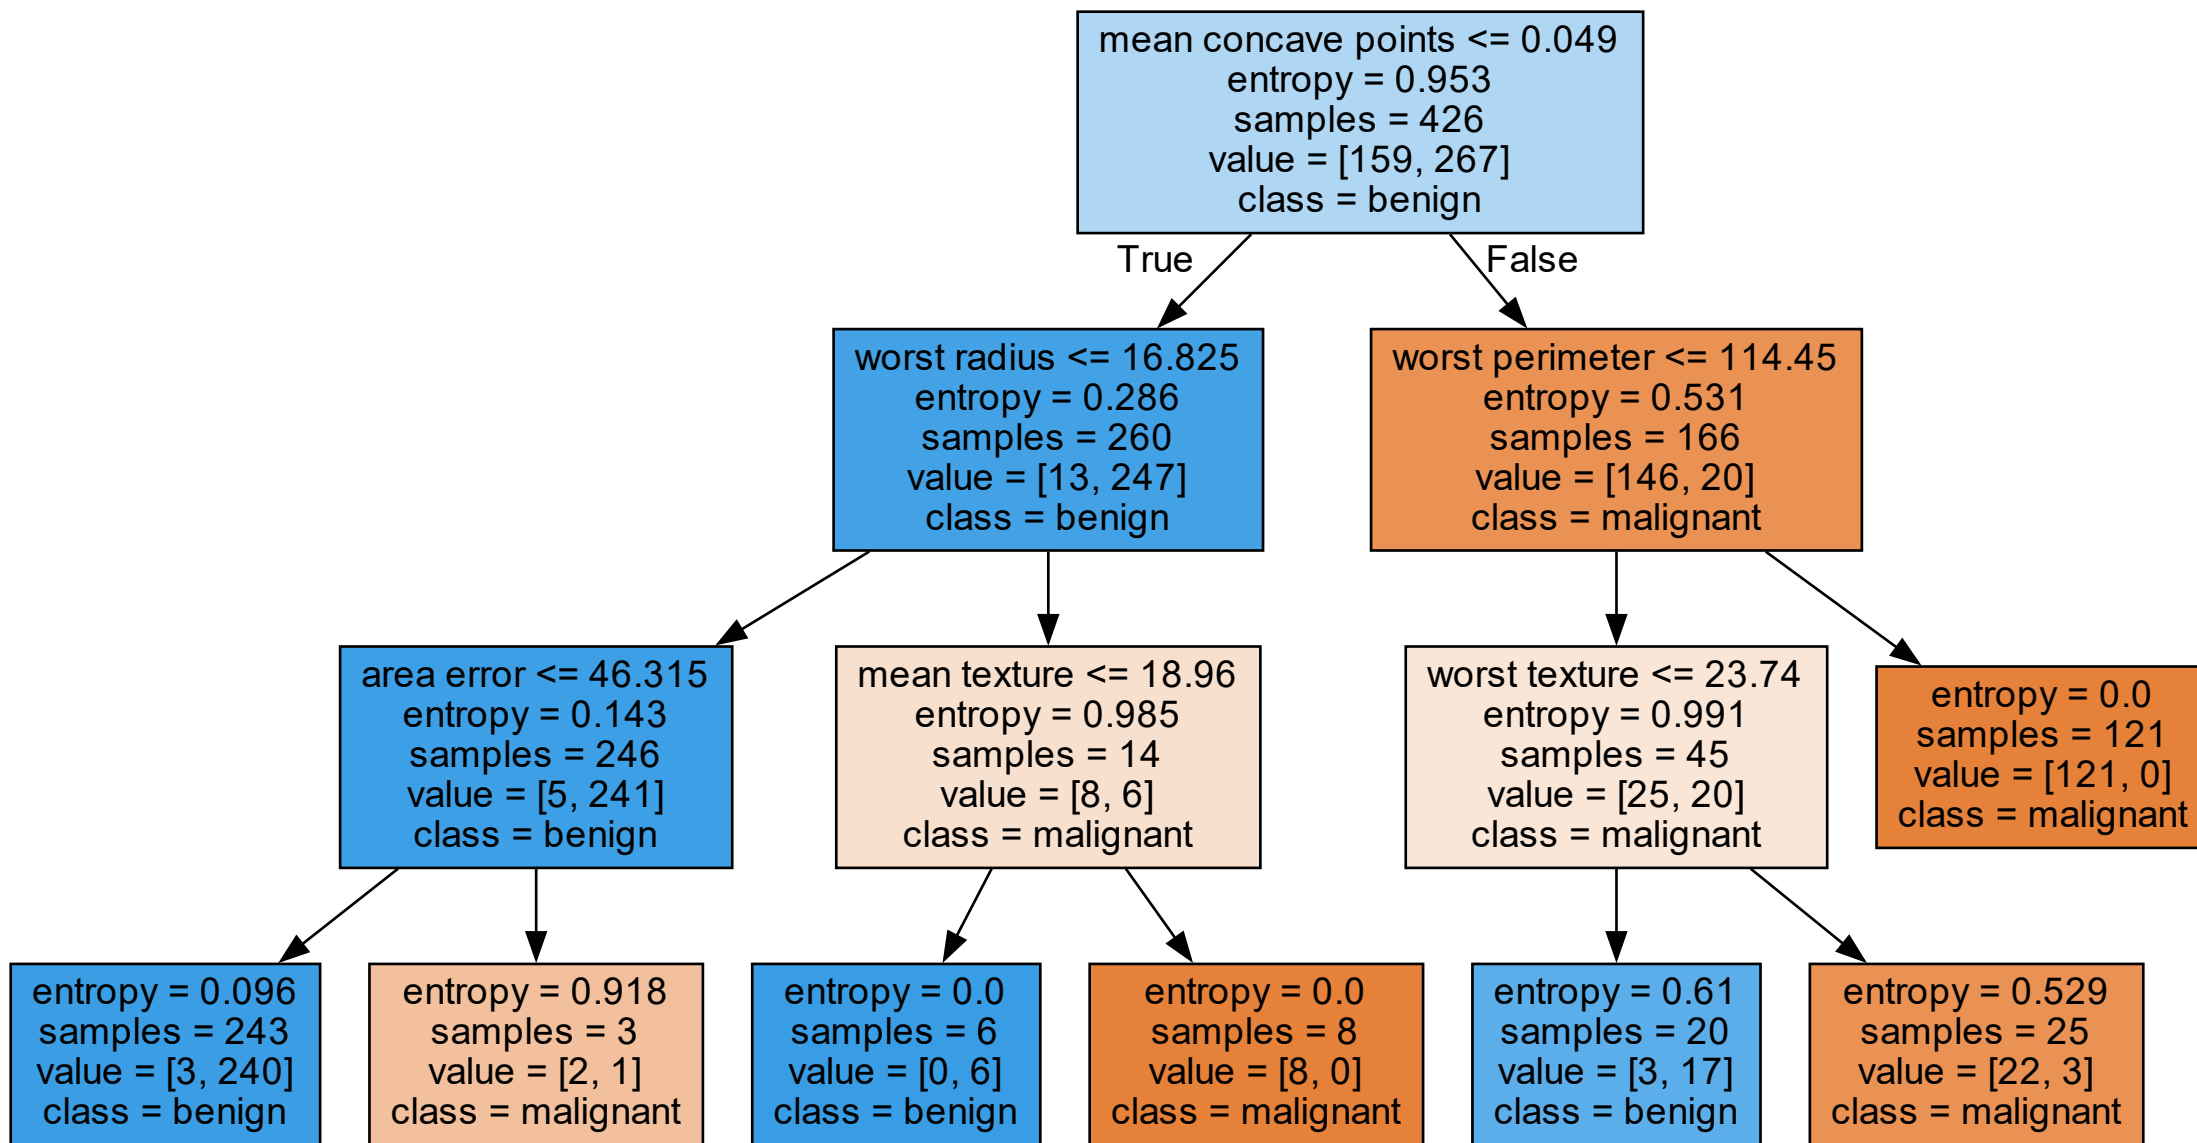 mean concave points <= 0.049
entropy = 0.953
samples = 426
value = [159, 267]
class = benign
True
False
worst radius <= 16.825
entropy = 0.286
samples = 260
value = [13, 247]
class = benign
worst perimeter <= 114.45
entropy = 0.531
samples = 166
value = [146, 20]
class = malignant
area error <= 46.315
entropy = 0.143
samples = 246
value = [5, 241]
class = benign
mean texture <= 18.96
entropy = 0.985
samples = 14
value = [8, 6]
class = malignant
worst texture <= 23.74
entropy = 0.991
samples = 45
value = [25, 20]
class = malignant
entropy = 0.0
samples = 121
value = [121, 0]
class = malignant
entropy = 0.096
samples = 243
value = [3, 240]
class = benign
entropy = 0.918
samples = 3
value = [2, 1]
class = malignant
entropy = 0.0
samples = 6
value = [0, 6]
class = benign
entropy = 0.0
samples = 8
value = [8, 0]
class = malignant
entropy = 0.61
samples = 20
value = [3, 17]
class = benign
entropy = 0.529
samples = 25
value = [22, 3]
class = malignant